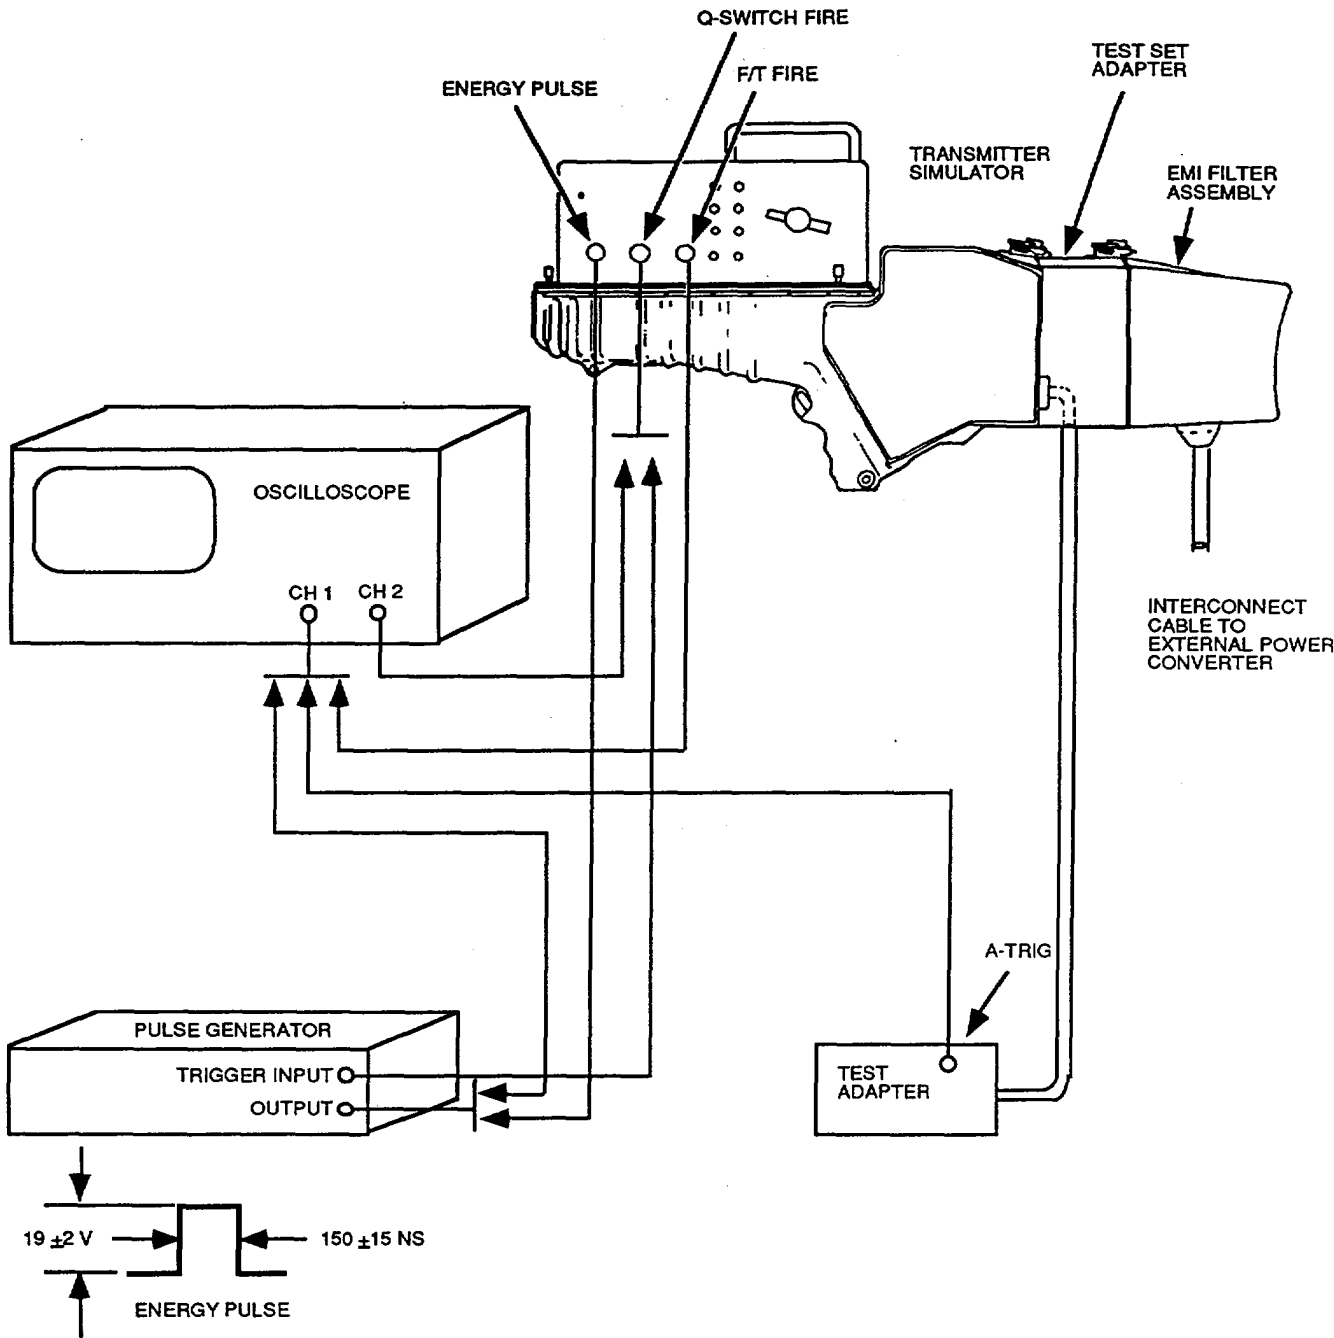 Q-SWITCH FIRE
F/T FIRE
ENERGY PULSE
TEST SET
ADAPTER
TRANSMITTER
SIMULATOR
EMI FILTER
ASSEMBLY
OSCILLOSCOPE
CH 1
CH 2
INTERCONNECT
CABLE TO
EXTERNAL POWER
CONVERTER
A-TRIG
PULSE GENERATOR
TRIGGER INPUT
OUTPUT
TEST
ADAPTER
19 ±2 V
150 ±15 NS
ENERGY PULSE